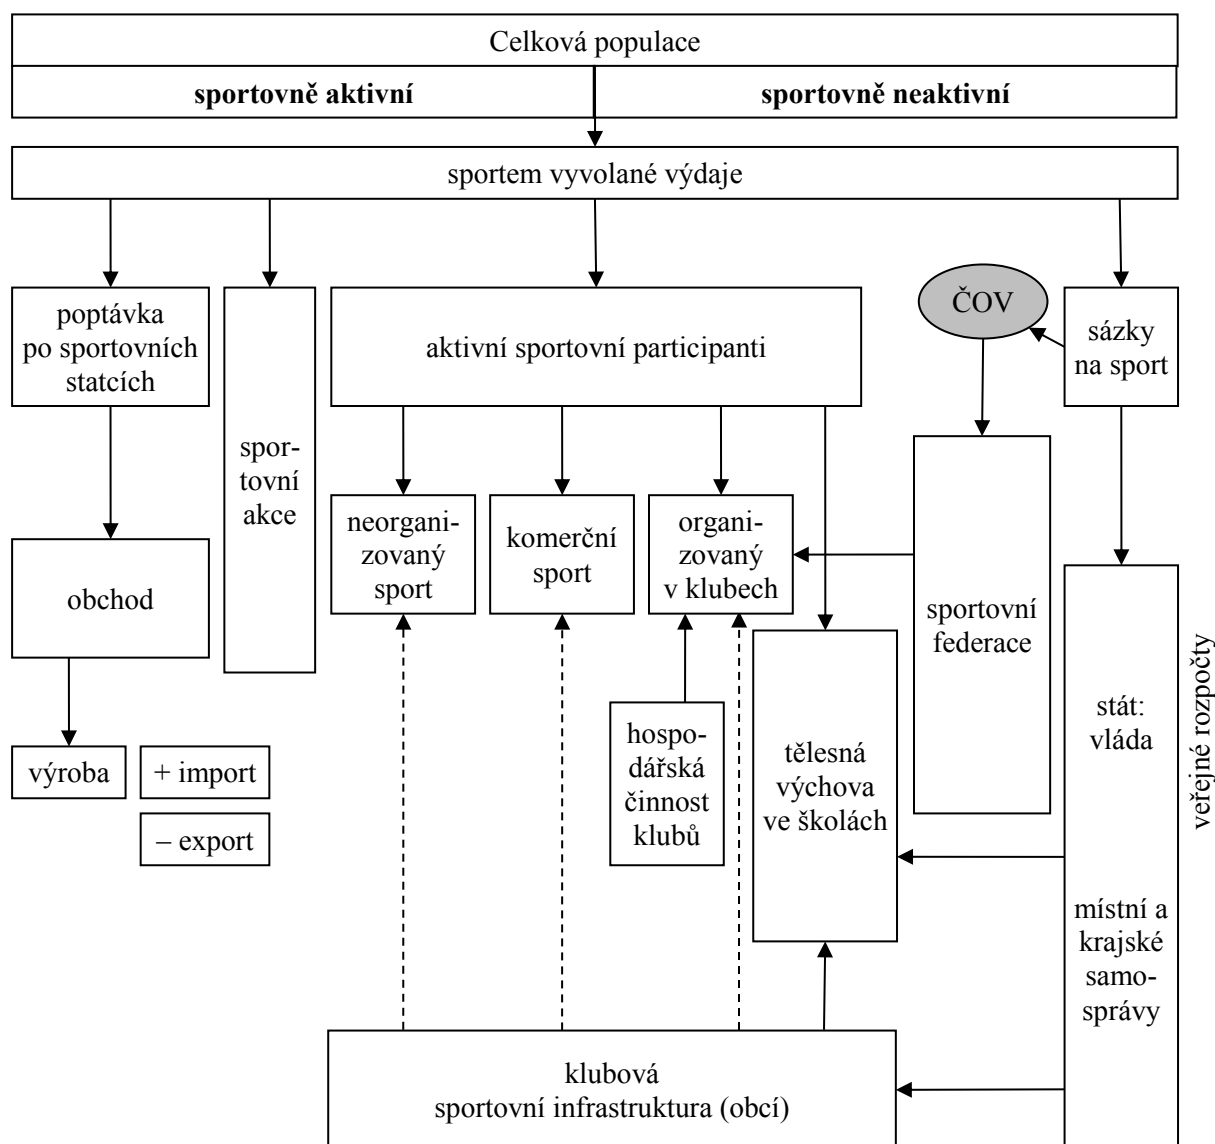 Celková populace
sportovně aktivní
sportovně neaktivní
sportem vyvolané výdaje
poptávka
po sportovních
statcích
spor-
tovní
akce
aktivní sportovní participanti
ČOV
sázky
na sport
neorgani-
zovaný
sport
komerční
sport
organi-
zovaný
v klubech
obchod
sportovní
federace
výroba
+ import
– export
hospo-
dářská
činnost
klubů
tělesná
výchova
ve školách
stát:
vláda
místní a
krajské
samo-
správy
veřejné rozpočty
klubová
sportovní infrastruktura (obcí)